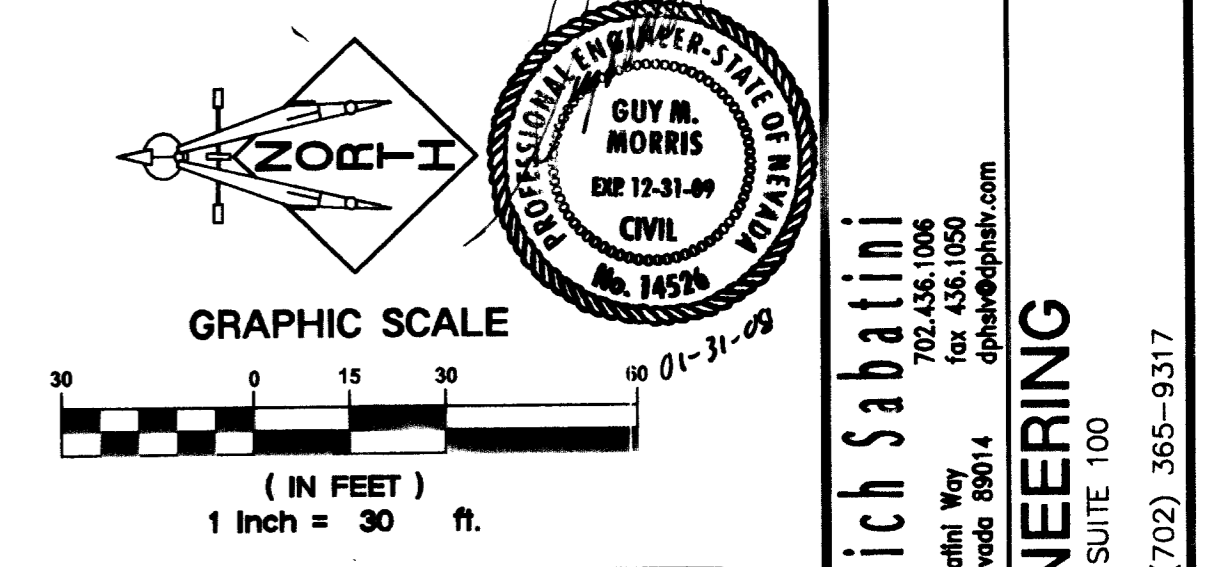 NORTH
PROFESSIONAL ENGINEER-STATE OF NEVADA
GUY M.
MORRIS
EXP. 12-31-09
CIVIL
No. 14526
01-31-08
GRAPHIC SCALE
30 0 15 30 60
( IN FEET )
1 Inch = 30 ft.
ich Sabatini
702.436.1006
fax 436.1050
dphslv@dphslv.com
atini Way
vada 89014
NEERING
SUITE 100
(702) 365-9317